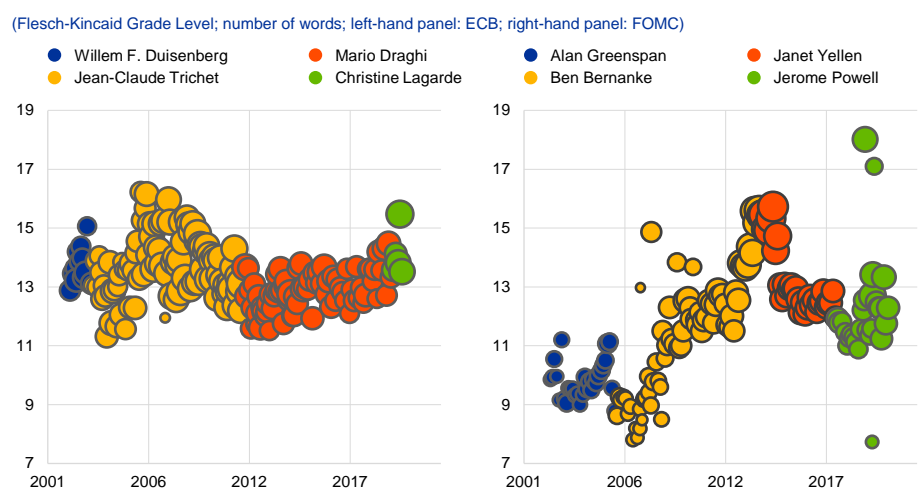 (Flesch-Kincaid Grade Level; number of words; left-hand panel: ECB; right-hand panel: FOMC)
Willem F. Duisenberg Mario Draghi
Jean-Claude Trichet Christine Lagarde
Alan Greenspan Janet Yellen
Ben Bernanke Jerome Powell
19
17
15
13
11
9
7
2001 2006 2012 2017
19
17
15
13
11
9
7
2001 2006 2012 2017